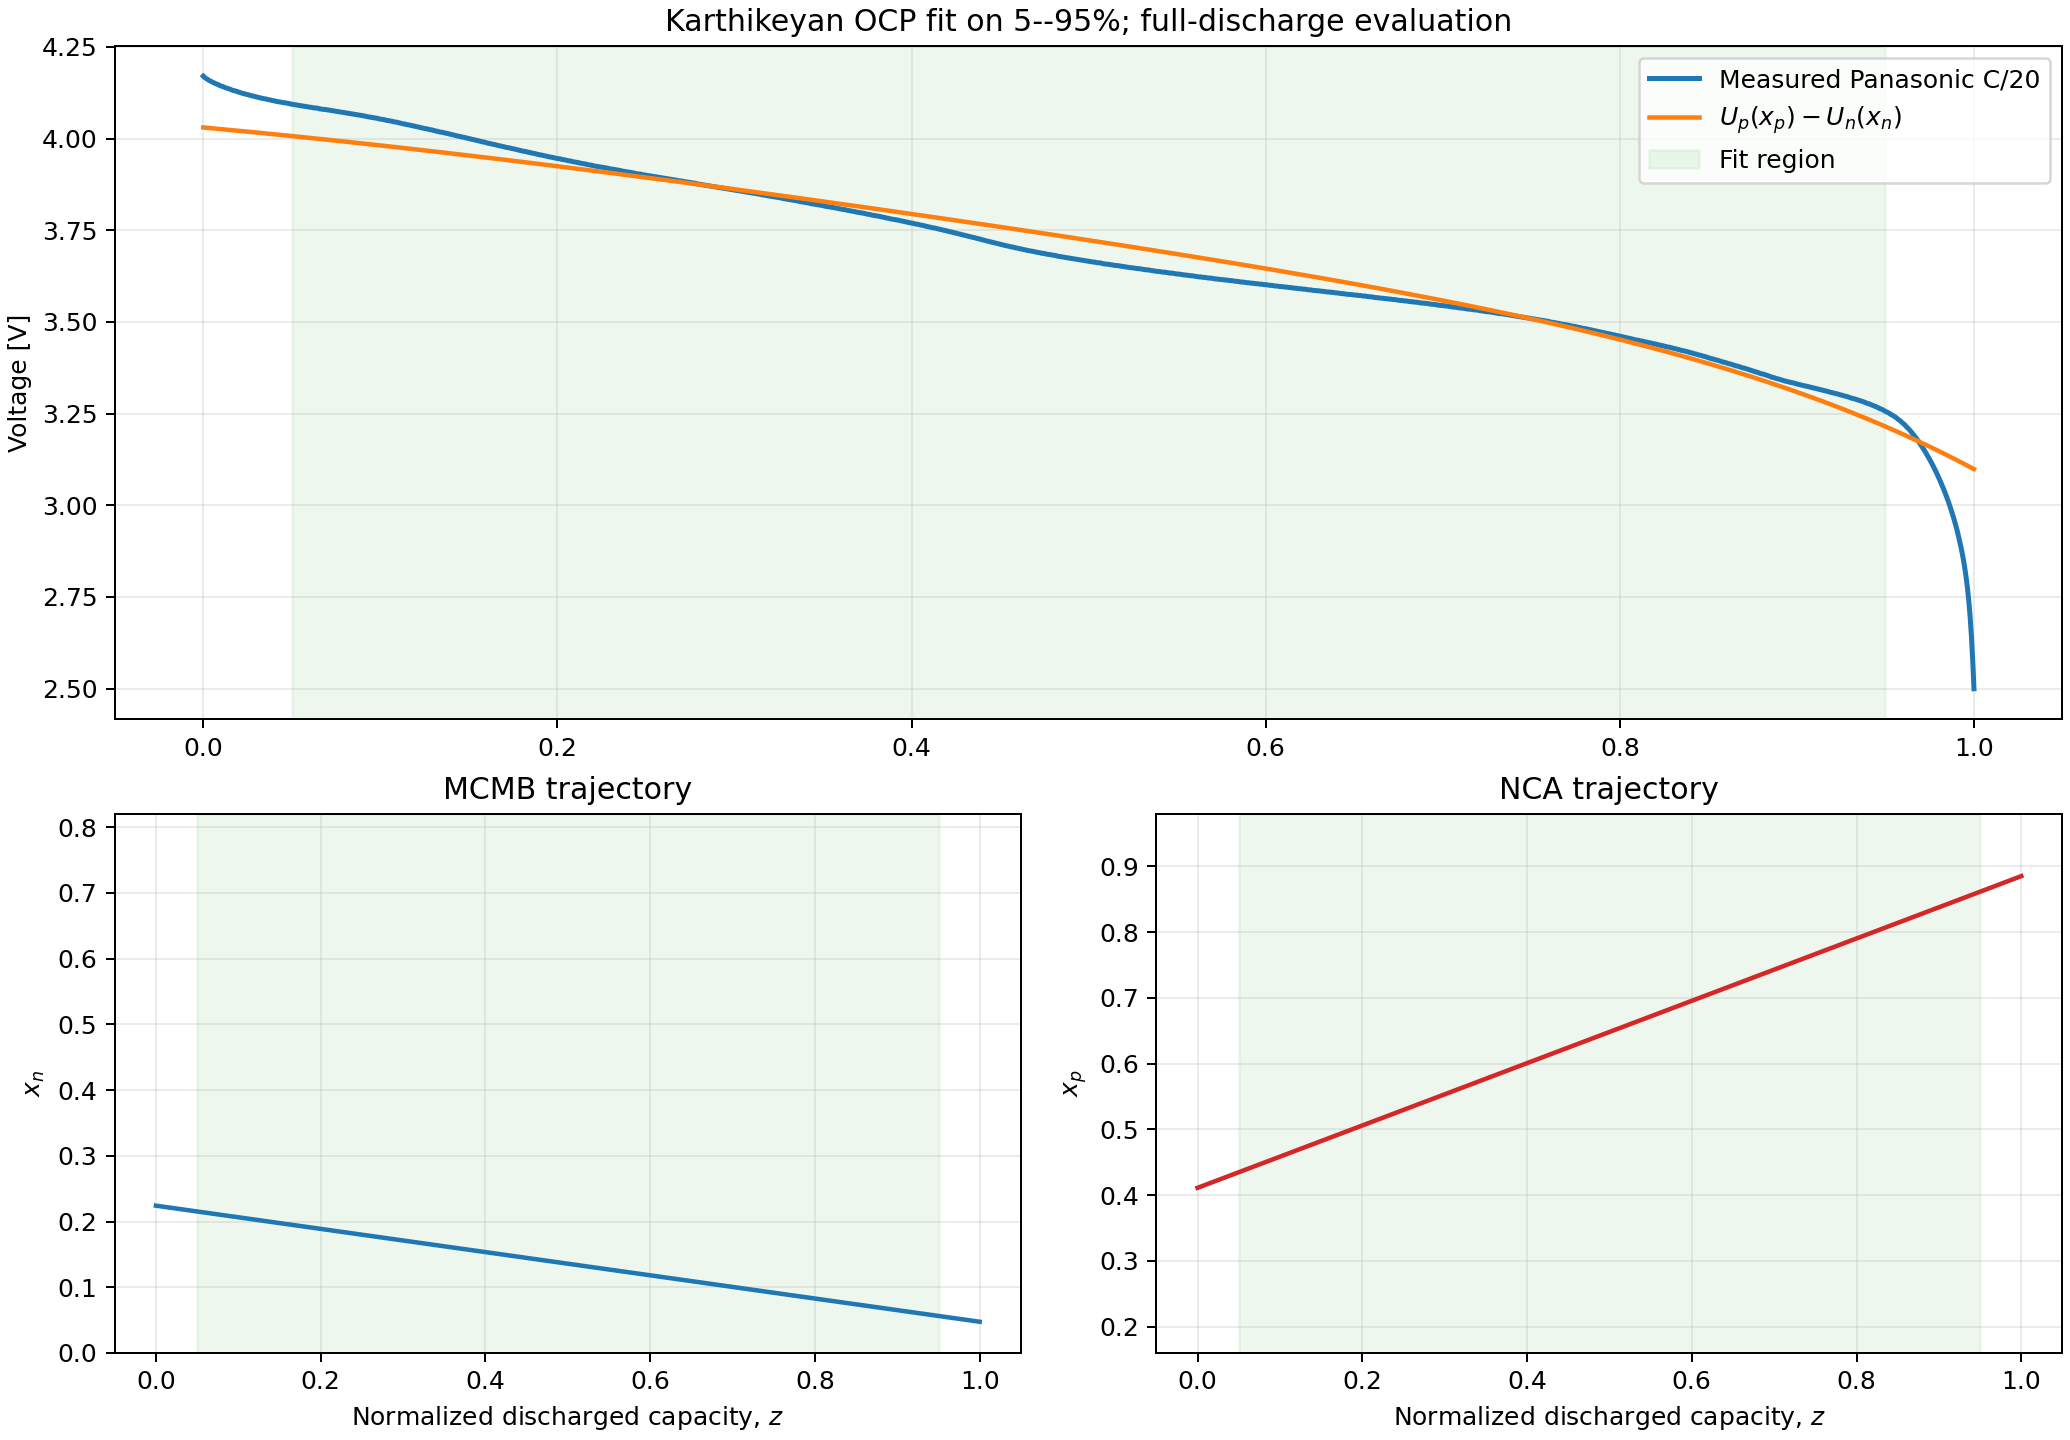 Karthikeyan OCP fit on 5--95%; full-discharge evaluation
4.25
4.00
3.75
3.50
3.25
3.00
2.75
2.50
Voltage [V]
Measured Panasonic C/20
U_p(x_p) − U_n(x_n)
Fit region
0.0 0.2 0.4 0.6 0.8 1.0
MCMB trajectory
0.8
0.7
0.6
0.5
0.4
0.3
0.2
0.1
0.0
x_n
0.0 0.2 0.4 0.6 0.8 1.0
Normalized discharged capacity, z
NCA trajectory
0.9
0.8
0.7
0.6
0.5
0.4
0.3
0.2
x_p
0.0 0.2 0.4 0.6 0.8 1.0
Normalized discharged capacity, z